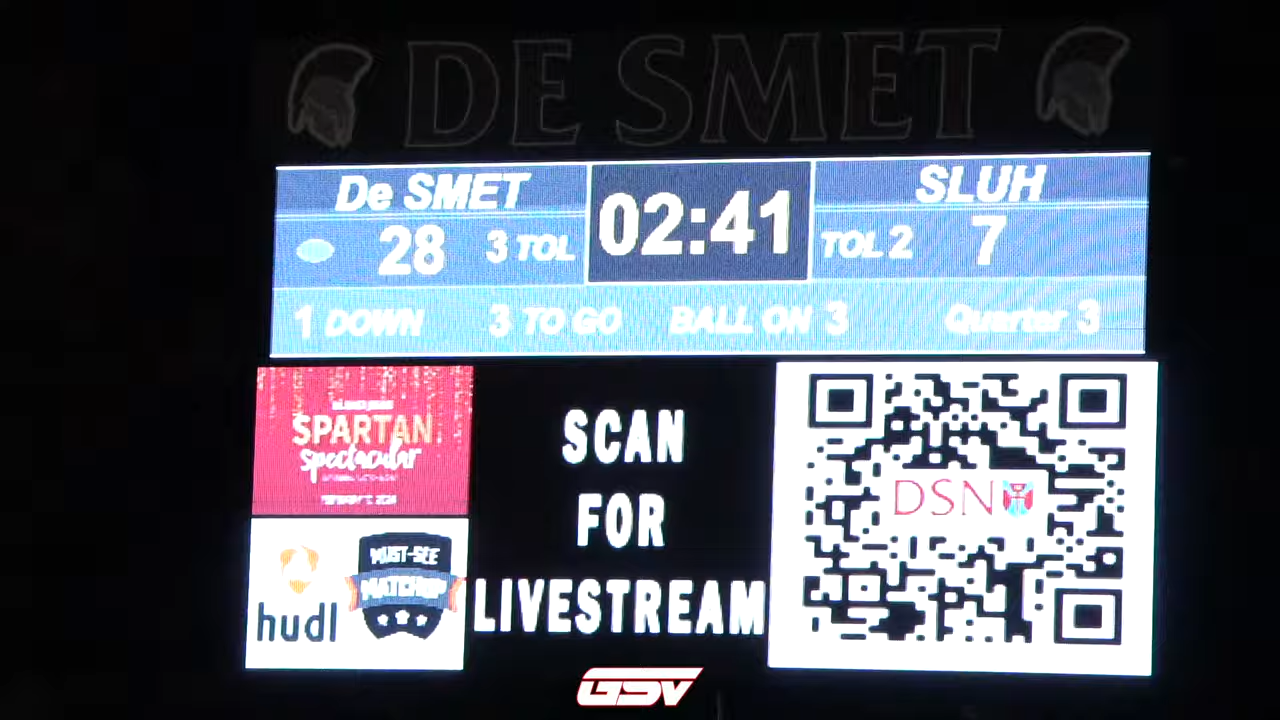 DE SMET
De SMET
28 3 TOL
02:41
SLUH
TOL 2 7
1 DOWN 3 TO GO BALL ON 3 Quarter 3
SPARTAN
Spectacular
hudl
MUST-SEE
MATCHUP
SCAN
FOR
LIVESTREAM
DSN
GSV